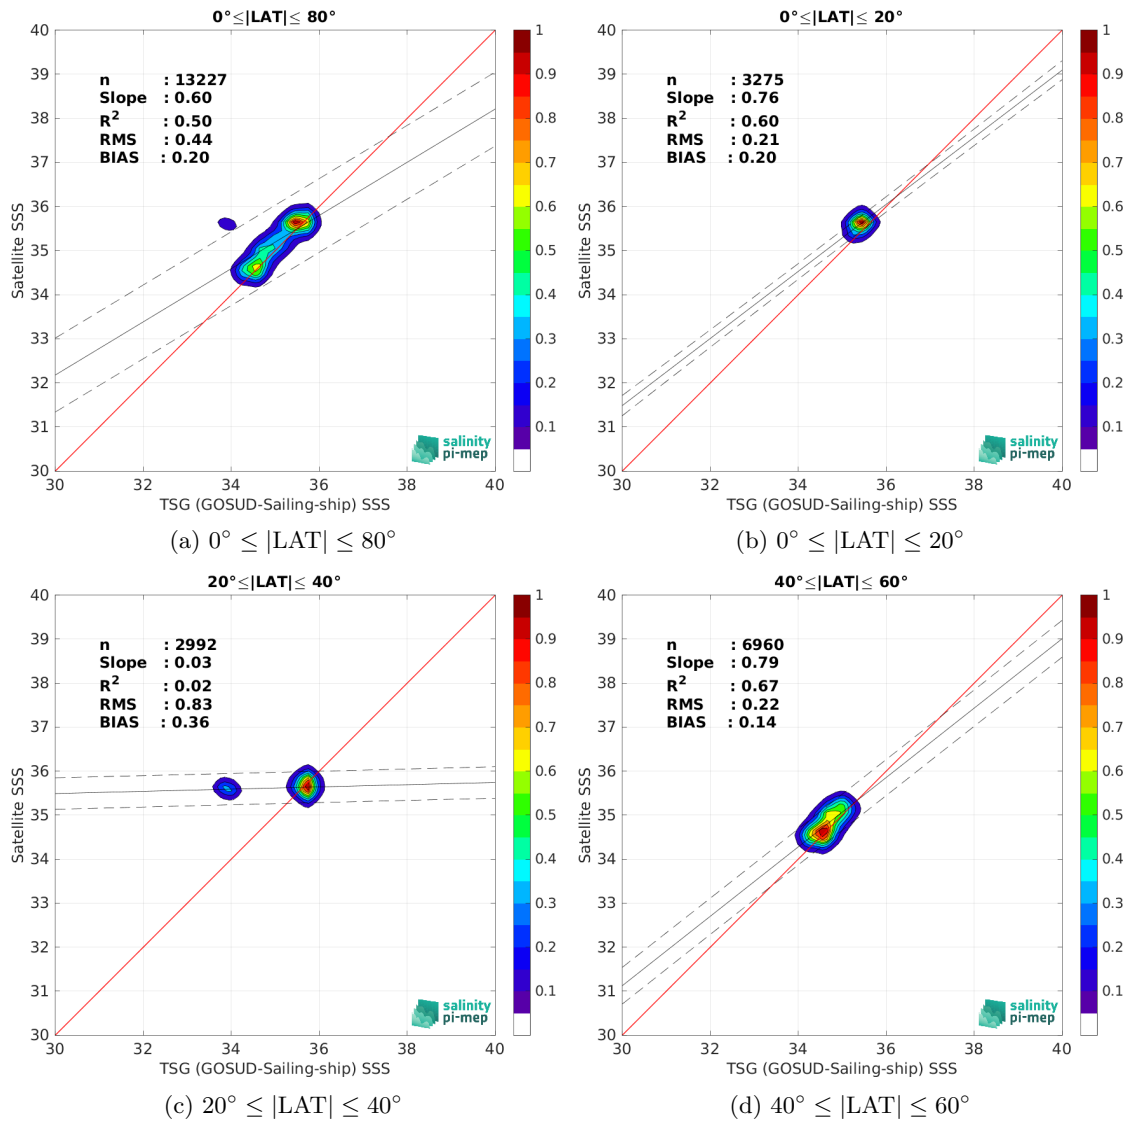 0°≤|LAT|≤ 80°
40
39
38
37
36
35
34
33
32
31
30
30
32
34
36
38
40
Satellite SSS
TSG (GOSUD-Sailing-ship) SSS
n : 13227
Slope : 0.60
R² : 0.50
RMS : 0.44
BIAS : 0.20
1
0.9
0.8
0.7
0.6
0.5
0.4
0.3
0.2
0.1
salinity
pi-mep
(a) 0° ≤ |LAT| ≤ 80°
0°≤|LAT|≤ 20°
40
39
38
37
36
35
34
33
32
31
30
30
32
34
36
38
40
Satellite SSS
TSG (GOSUD-Sailing-ship) SSS
n : 3275
Slope : 0.76
R² : 0.60
RMS : 0.21
BIAS : 0.20
1
0.9
0.8
0.7
0.6
0.5
0.4
0.3
0.2
0.1
salinity
pi-mep
(b) 0° ≤ |LAT| ≤ 20°
20°≤|LAT|≤ 40°
40
39
38
37
36
35
34
33
32
31
30
30
32
34
36
38
40
Satellite SSS
TSG (GOSUD-Sailing-ship) SSS
n : 2992
Slope : 0.03
R² : 0.02
RMS : 0.83
BIAS : 0.36
1
0.9
0.8
0.7
0.6
0.5
0.4
0.3
0.2
0.1
salinity
pi-mep
(c) 20° ≤ |LAT| ≤ 40°
40°≤|LAT|≤ 60°
40
39
38
37
36
35
34
33
32
31
30
30
32
34
36
38
40
Satellite SSS
TSG (GOSUD-Sailing-ship) SSS
n : 6960
Slope : 0.79
R² : 0.67
RMS : 0.22
BIAS : 0.14
1
0.9
0.8
0.7
0.6
0.5
0.4
0.3
0.2
0.1
salinity
pi-mep
(d) 40° ≤ |LAT| ≤ 60°